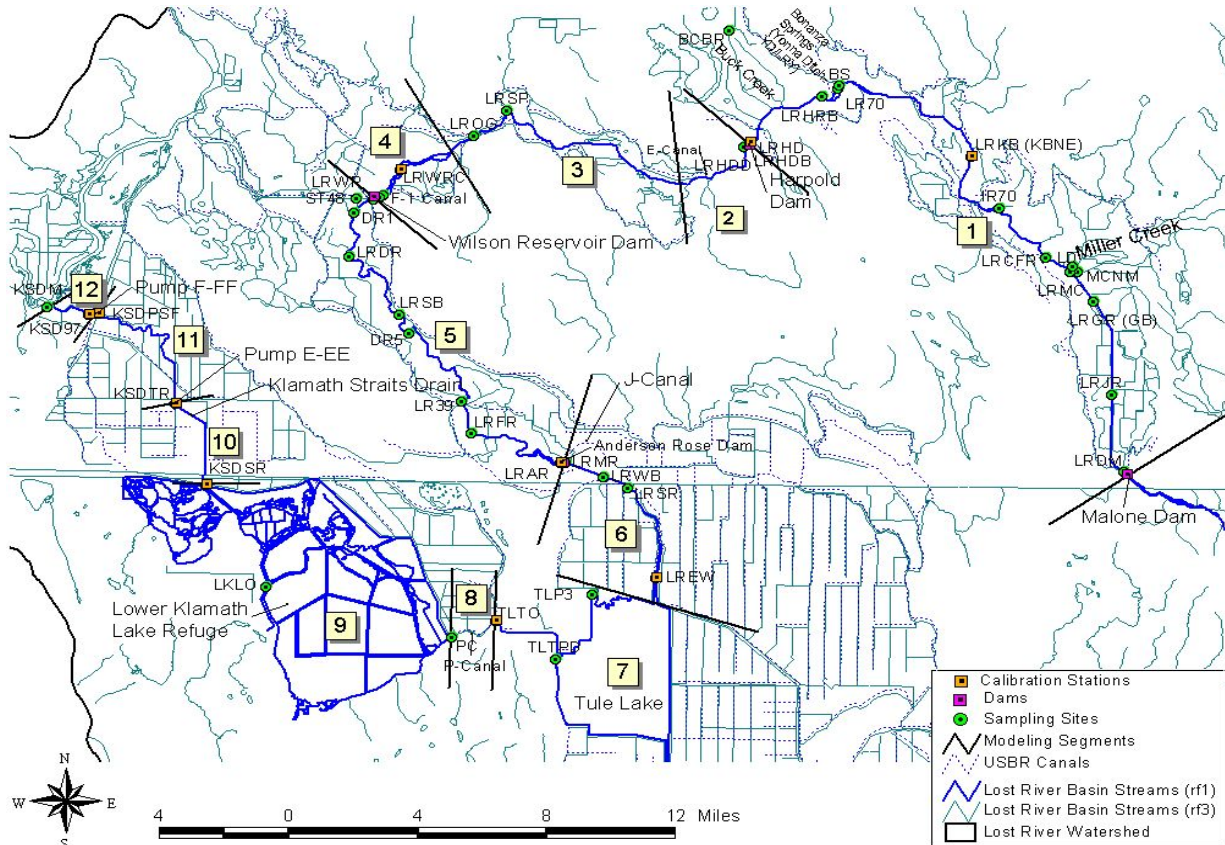 BCBR
Bonanza
Springs
(Yonna Ditch
Buck Creek
BS
LR70
LRHRB
LRSP
LROG
4
3
E-Canal
LRHD
LRHDB
LRHDD
Harpold
Dam
2
LRKB (KBNE)
LRWRC
ST48
F-1 Canal
DR1
Wilson Reservoir Dam
LRDR
1
Miller Creek
LRCFR
MCNM
LRMC
LRGR (GB)
KSDM
12
Pump F-FF
KSDPSF
KSD97
LRSB
DR5
5
11
Pump E-EE
KSDTR
Klamath Straits Drain
J-Canal
LR39
LRFR
LRJR
10
KSDSR
Anderson Rose Dam
LRAR
LRMR
LRWB
LRSR
LRDM
Malone Dam
6
LREW
LKLO
Lower Klamath
Lake Refuge
9
8
TLTO
TLP3
PC
P-Canal
7
Tule Lake
Calibration Stations
Dams
Sampling Sites
Modeling Segments
USBR Canals
Lost River Basin Streams (rf1)
Lost River Basin Streams (rf3)
Lost River Watershed
N
W
E
S
4 0 4 8 12 Miles